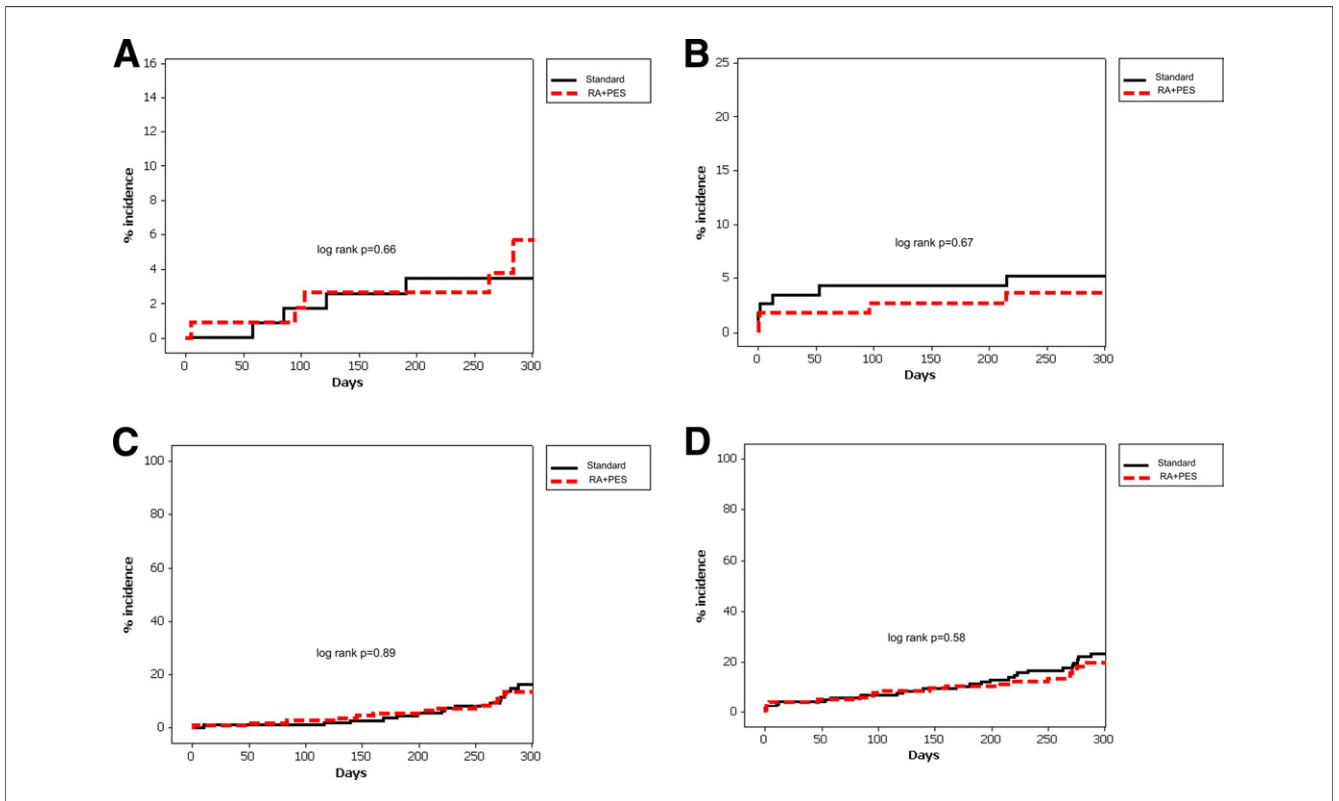 A
16
14
12
10
8
6
4
2
0
% incidence
log rank p=0.66
0 50 100 150 200 250 300
Days
Standard
RA+PES
B
25
20
15
10
5
0
% incidence
log rank p=0.67
0 50 100 150 200 250 300
Days
Standard
RA+PES
C
100
80
60
40
20
0
% incidence
log rank p=0.89
0 50 100 150 200 250 300
Days
Standard
RA+PES
D
100
80
60
40
20
0
% incidence
log rank p=0.58
0 50 100 150 200 250 300
Days
Standard
RA+PES